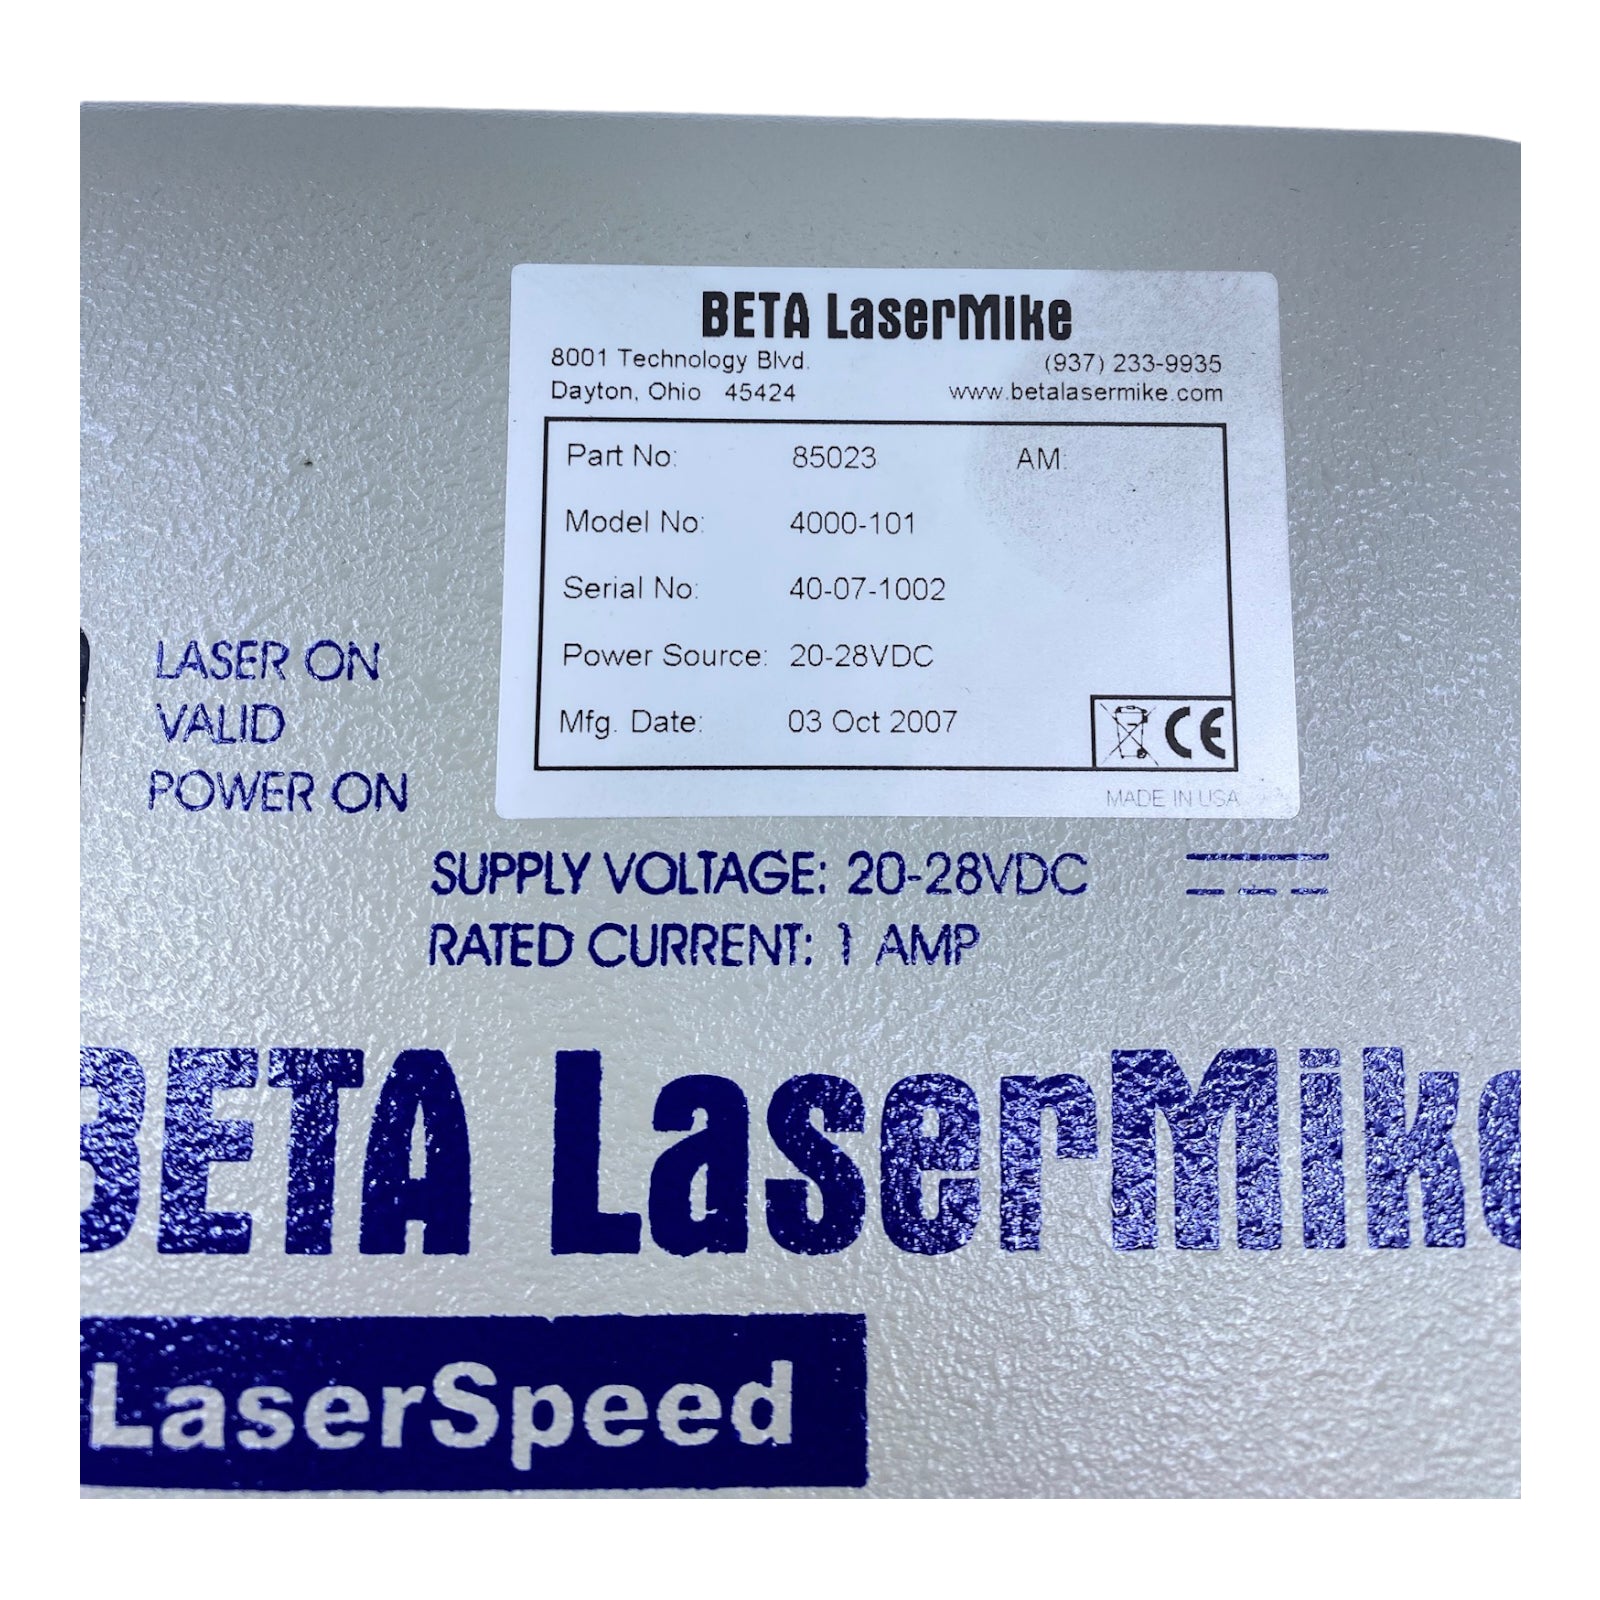 BETA LaserMike
8001 Technology Blvd. (937) 233-9935
Dayton, Ohio 45424 www.betalasermike.com
Part No: 85023 AM:
Model No: 4000-101
Serial No: 40-07-1002
Power Source: 20-28VDC
Mfg. Date: 03 Oct 2007
CE
MADE IN USA
LASER ON
VALID
POWER ON
SUPPLY VOLTAGE: 20-28VDC
RATED CURRENT: 1 AMP
BETA LaserMike
LaserSpeed